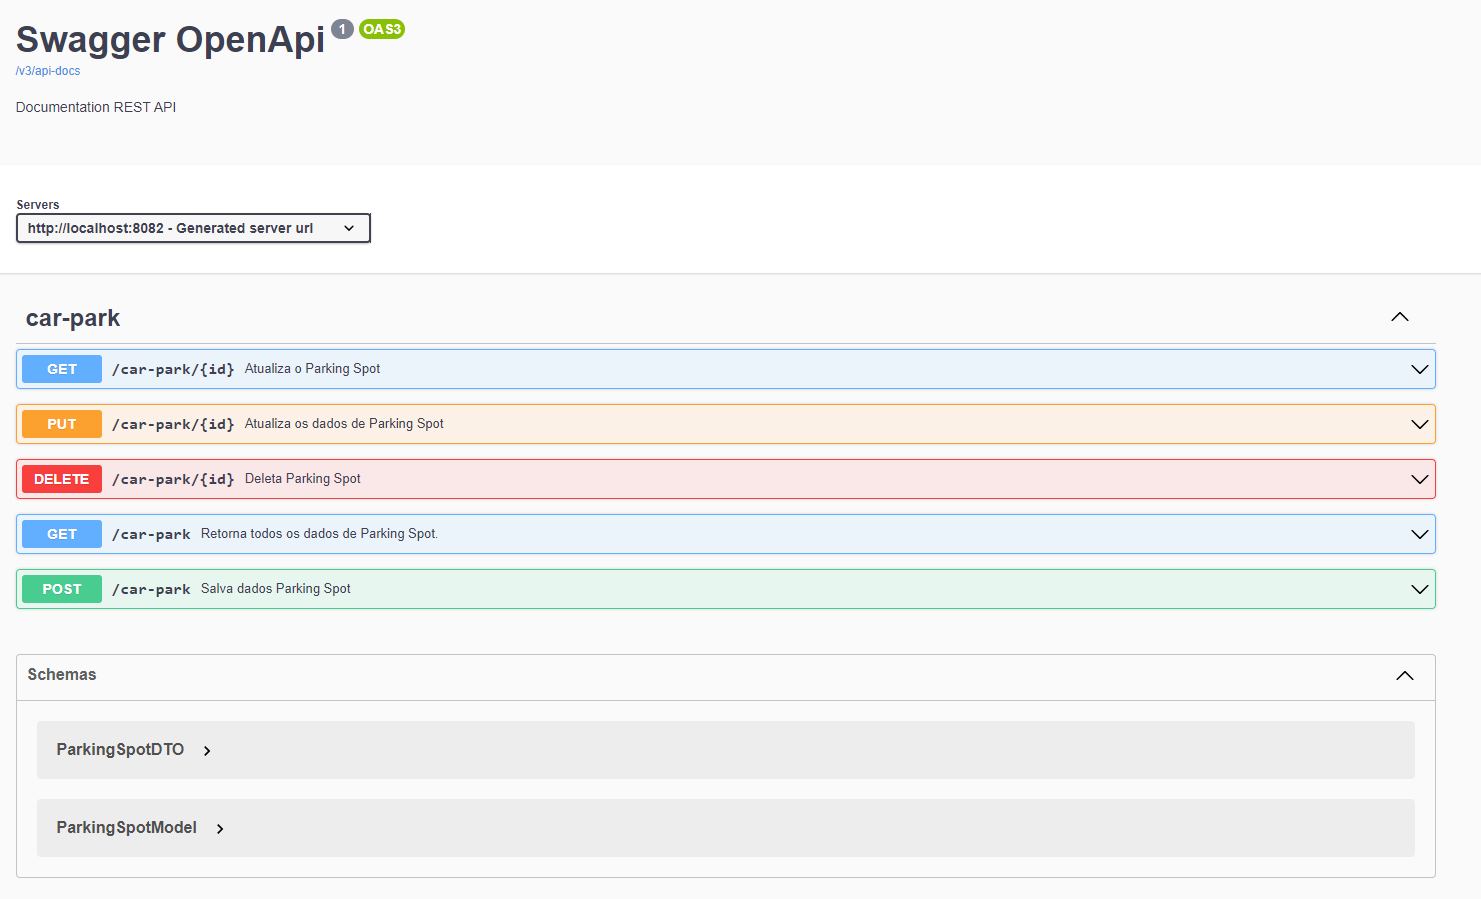 Swagger OpenApi 1 OAS3
/v3/api-docs
Documentation REST API
Servers
http://localhost:8082 - Generated server url
car-park
GET /car-park/{id} Atualiza o Parking Spot
PUT /car-park/{id} Atualiza os dados de Parking Spot
DELETE /car-park/{id} Deleta Parking Spot
GET /car-park Retorna todos os dados de Parking Spot.
POST /car-park Salva dados Parking Spot
Schemas
ParkingSpotDTO
ParkingSpotModel